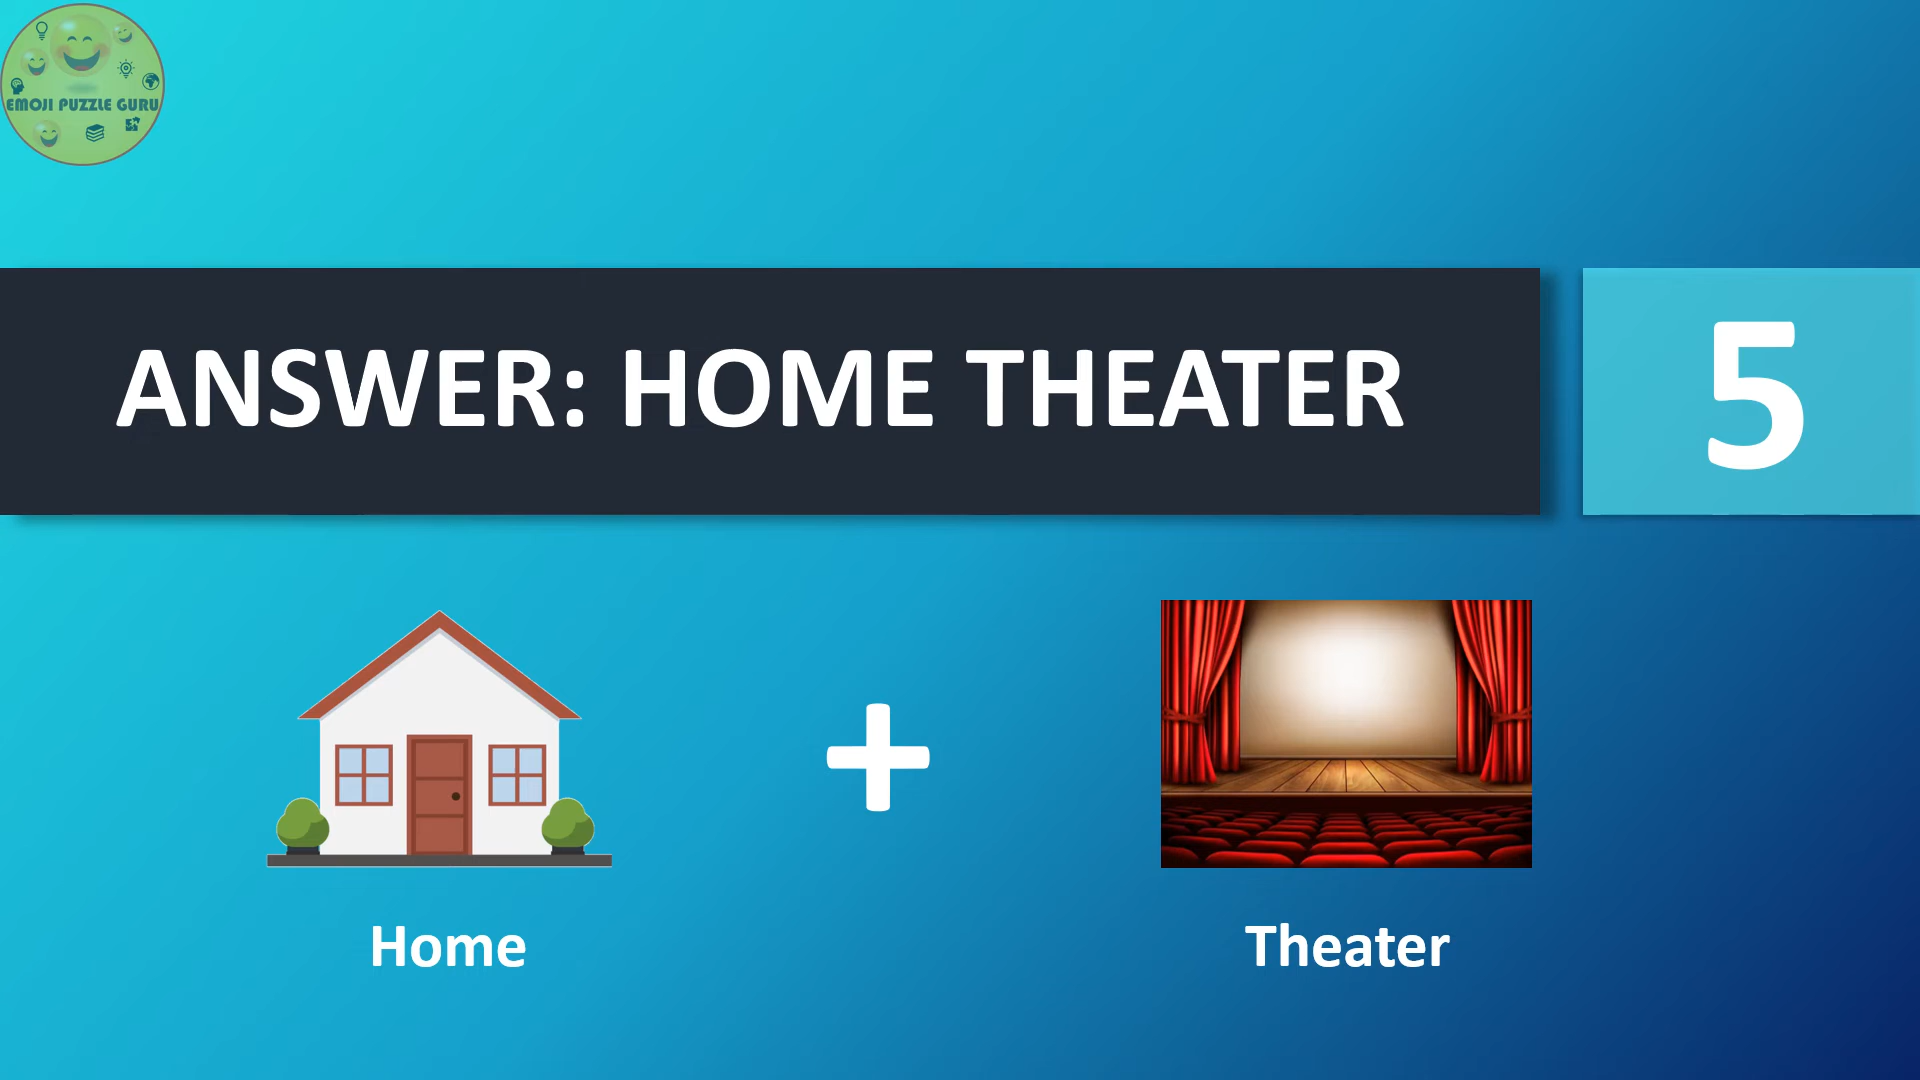 EMOJI PUZZLE GURU
ANSWER: HOME THEATER
5
+
Home
Theater